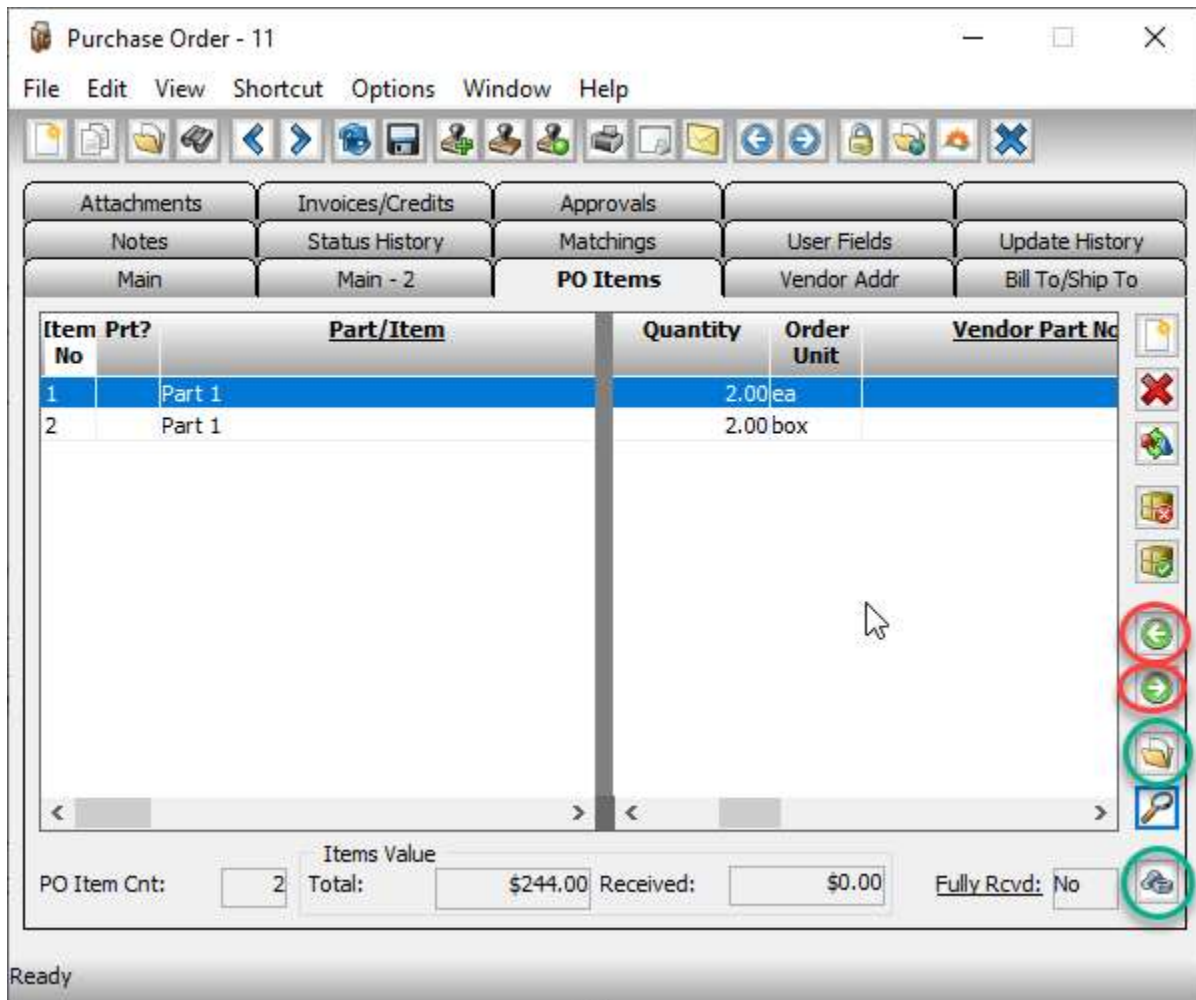 Purchase Order - 11
File Edit View Shortcut Options Window Help
Attachments Invoices/Credits Approvals
Notes Status History Matchings User Fields Update History
Main Main - 2 PO Items Vendor Addr Bill To/Ship To
Item No Prt? Part/Item Quantity Order Unit Vendor Part No
1 Part 1 2.00 ea
2 Part 1 2.00 box
Items Value
PO Item Cnt: 2 Total: $244.00 Received: $0.00 Fully Rcvd: No
Ready